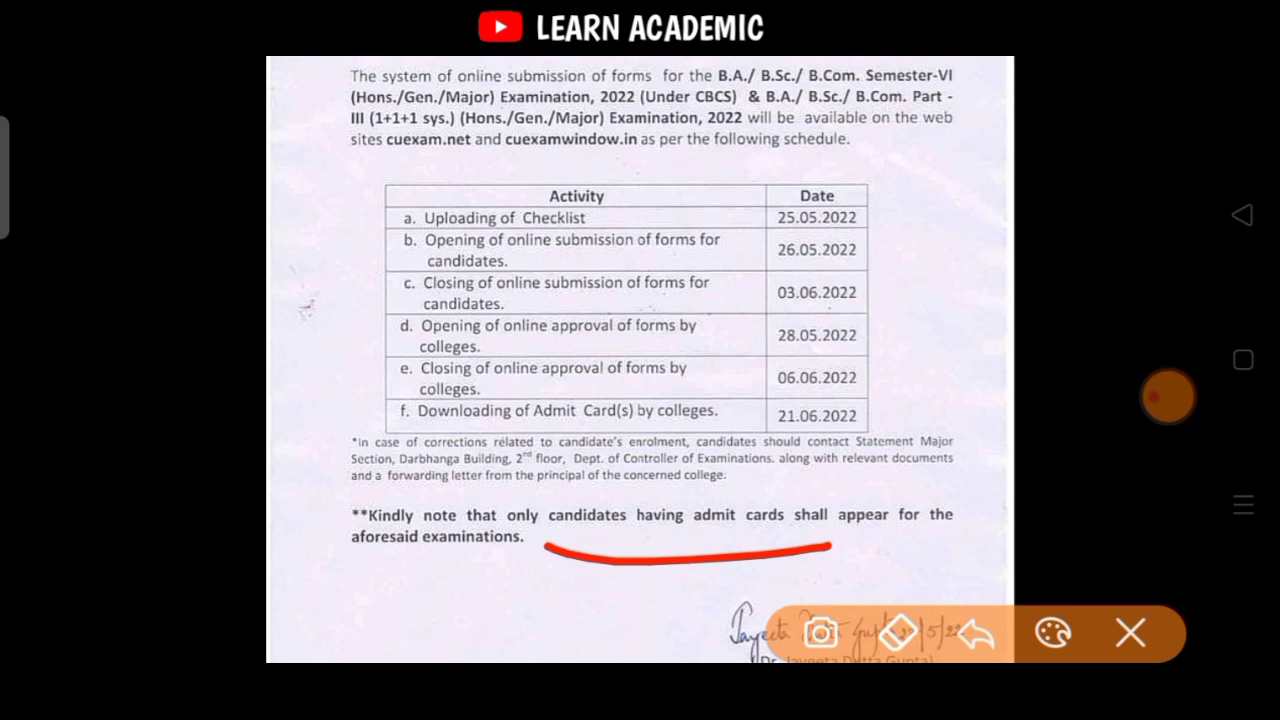 LEARN ACADEMIC
The system of online submission of forms for the B.A./ B.Sc./ B.Com. Semester-VI
(Hons./Gen./Major) Examination, 2022 (Under CBCS) & B.A./ B.Sc./ B.Com. Part -
III (1+1+1 sys.) (Hons./Gen./Major) Examination, 2022 will be available on the web
sites cuexam.net and cuexamwindow.in as per the following schedule.
Activity Date
a. Uploading of Checklist 25.05.2022
b. Opening of online submission of forms for
candidates. 26.05.2022
c. Closing of online submission of forms for
candidates. 03.06.2022
d. Opening of online approval of forms by
colleges. 28.05.2022
e. Closing of online approval of forms by
colleges. 06.06.2022
f. Downloading of Admit Card(s) by colleges. 21.06.2022
*In case of corrections related to candidate's enrolment, candidates should contact Statement Major
Section, Darbhanga Building, 2nd floor, Dept. of Controller of Examinations. along with relevant documents
and a forwarding letter from the principal of the concerned college.
**Kindly note that only candidates having admit cards shall appear for the
aforesaid examinations.
Jayeeta